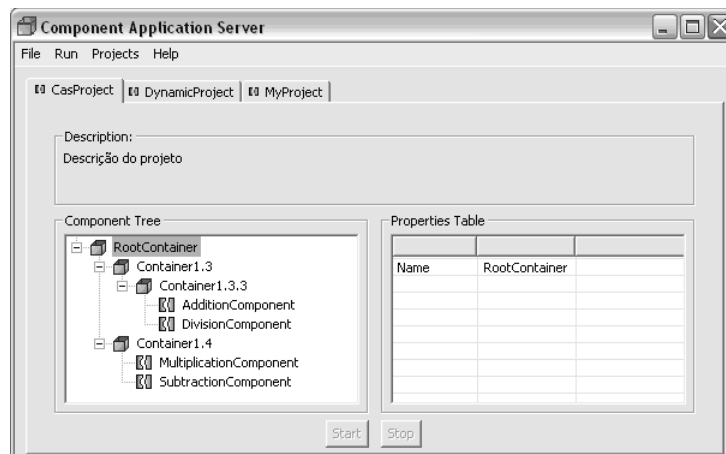 Component Application Server
File Run Projects Help
CasProject DynamicProject MyProject
Description:
Descrição do projeto
Component Tree
RootContainer
Container1.3
Container1.3.3
AdditionComponent
DivisionComponent
Container1.4
MultiplicationComponent
SubtractionComponent
Properties Table
Name RootContainer
Start Stop